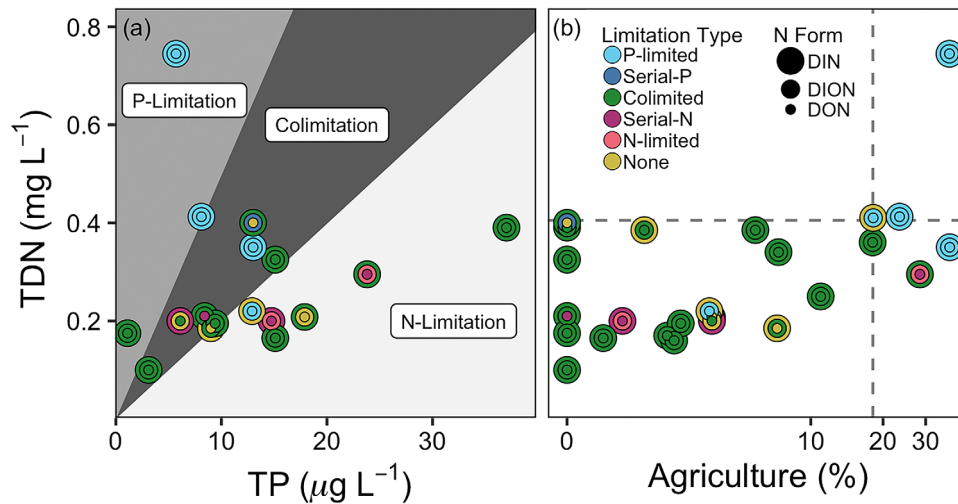 (a)
P-Limitation
Colimitation
N-Limitation
TDN (mg L⁻¹)
0.8
0.6
0.4
0.2
0 10 20 30
TP (μg L⁻¹)
(b)
Limitation Type
P-limited
Serial-P
Colimited
Serial-N
N-limited
None
N Form
DIN
DION
DON
0 10 20 30
Agriculture (%)